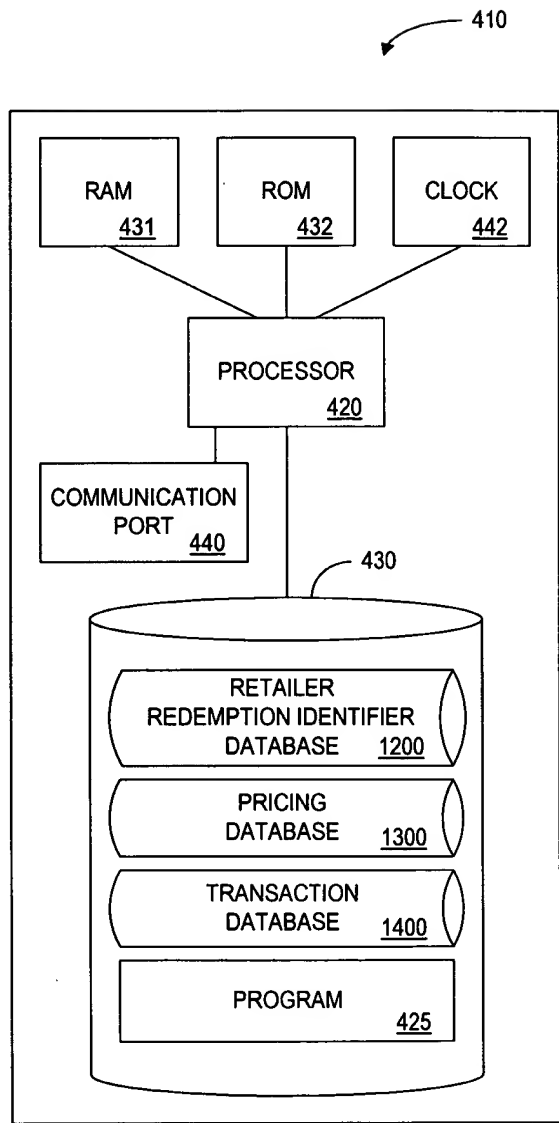 410
RAM
431
ROM
432
CLOCK
442
PROCESSOR
420
COMMUNICATION
PORT
440
430
RETAILER
REDEMPTION IDENTIFIER
DATABASE 1200
PRICING
DATABASE 1300
TRANSACTION
DATABASE 1400
PROGRAM
425